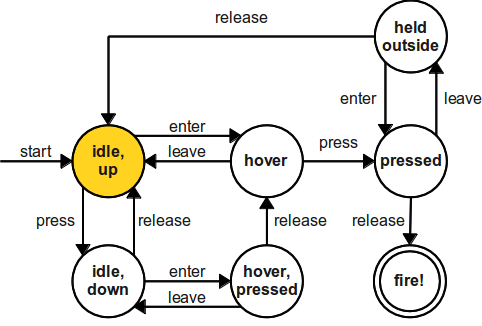 release
held
outside
enter
leave
start
idle,
up
enter
leave
hover
press
pressed
press
release
release
release
idle,
down
enter
leave
hover,
pressed
fire!